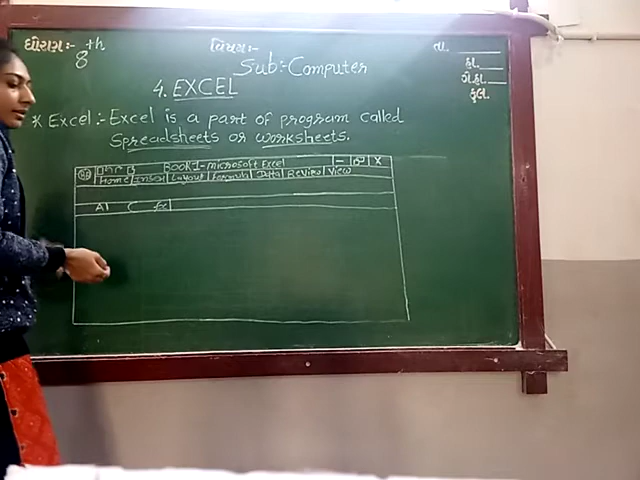 ધોરણ:- 8th વિષય:- તા.
Sub:- Computer કા.
ગે.કા.
કુલ.
4. EXCEL
* Excel :- Excel is a part of program called
Spreadsheets or worksheets.
BOOK1-microsoft Excel - X
Home Insert Layout Formula Data Review View
A1 fx